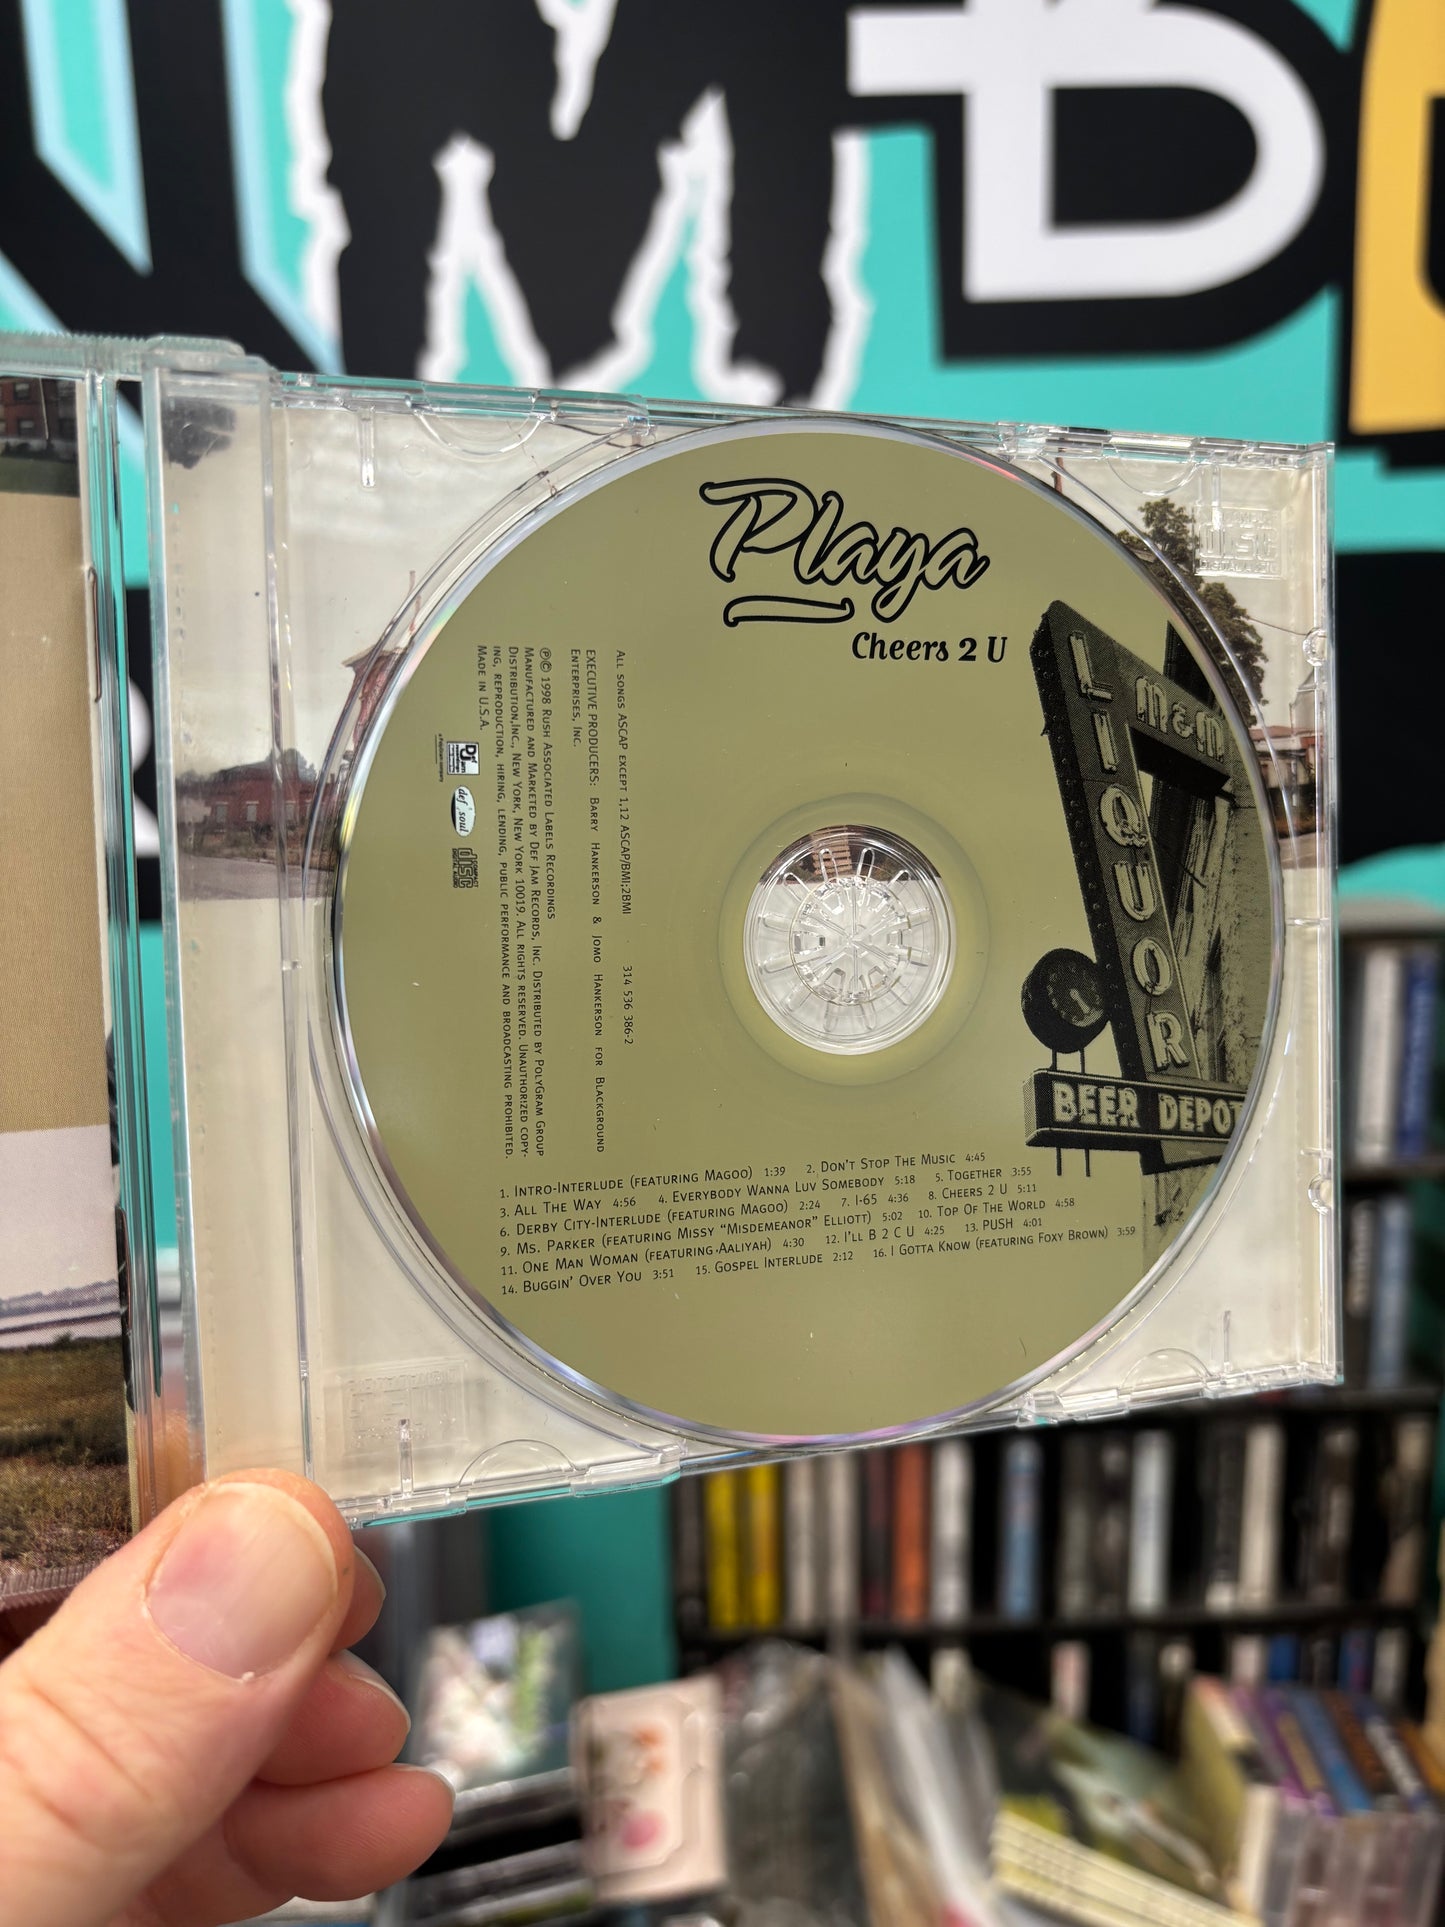 Playa
Cheers 2 U
M&M
LIQUOR
BEER DEPOT
All songs ASCAP except 1,12 ASCAP/BMI;2BMI · 314 536 386-2
EXECUTIVE PRODUCERS: Barry Hankerson & Jomo Hankerson for Blackground
Enterprises, Inc.
℗© 1998 Rush Associated Labels Recordings
Manufactured and Marketed by Def Jam Records, Inc. Distributed by PolyGram Group
Distribution,Inc., New York, New York 10019. All rights reserved. Unauthorized copy-
ing, reproduction, hiring, lending, public performance and broadcasting prohibited.
Made in U.S.A.
Def Jam
def soul
COMPACT
disc
1. Intro-Interlude (featuring Magoo) 1:39 2. Don't Stop The Music 4:45
3. All The Way 4:56 4. Everybody Wanna Luv Somebody 5:18 5. Together 3:55
6. Derby City-Interlude (featuring Magoo) 2:24 7. I-65 4:36 8. Cheers 2 U 5:11
9. Ms. Parker (featuring Missy "Misdemeanor" Elliott) 5:02 10. Top Of The World 4:58
11. One Man Woman (featuring Aaliyah) 4:30 12. I'll B 2 C U 4:25 13. PUSH 4:01
14. Buggin' Over You 3:51 15. Gospel Interlude 2:12 16. I Gotta Know (featuring Foxy Brown) 3:59